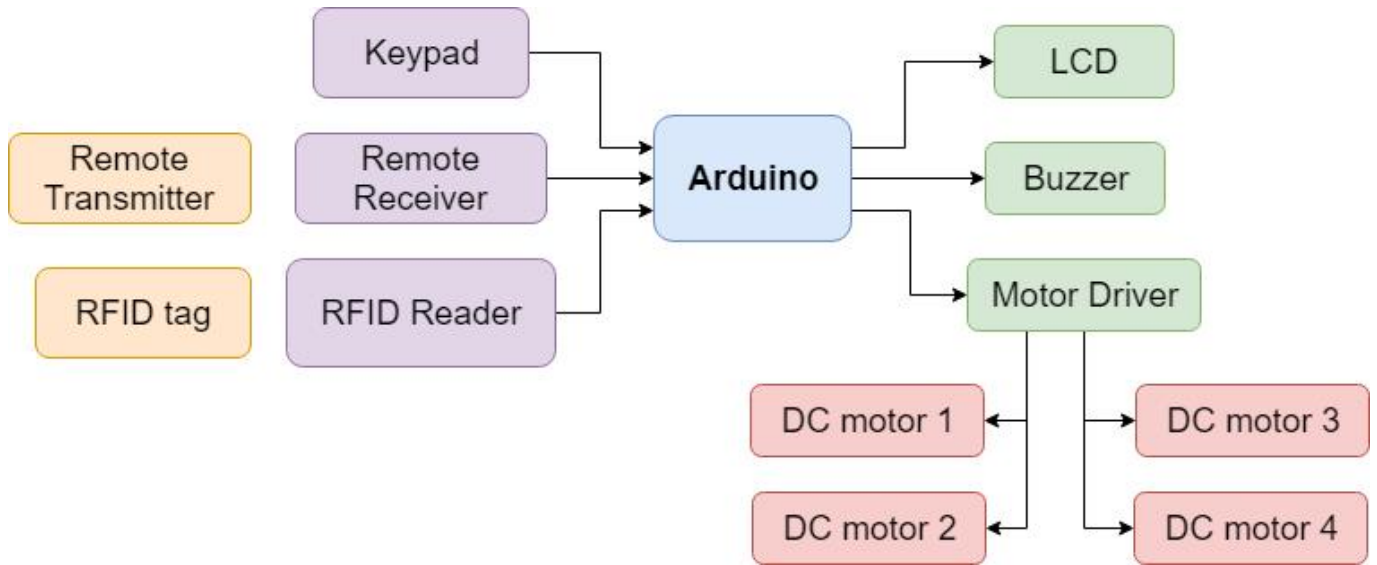 Keypad
LCD
Remote
Transmitter
Remote
Receiver
Arduino
Buzzer
RFID tag
RFID Reader
Motor Driver
DC motor 1
DC motor 3
DC motor 2
DC motor 4